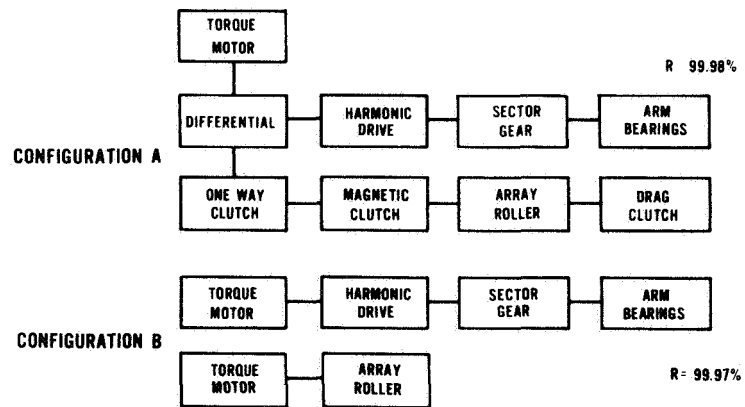 TORQUE
MOTOR
R 99.98%
DIFFERENTIAL
HARMONIC
DRIVE
SECTOR
GEAR
ARM
BEARINGS
CONFIGURATION A
ONE WAY
CLUTCH
MAGNETIC
CLUTCH
ARRAY
ROLLER
DRAG
CLUTCH
TORQUE
MOTOR
HARMONIC
DRIVE
SECTOR
GEAR
ARM
BEARINGS
CONFIGURATION B
TORQUE
MOTOR
ARRAY
ROLLER
R= 99.97%